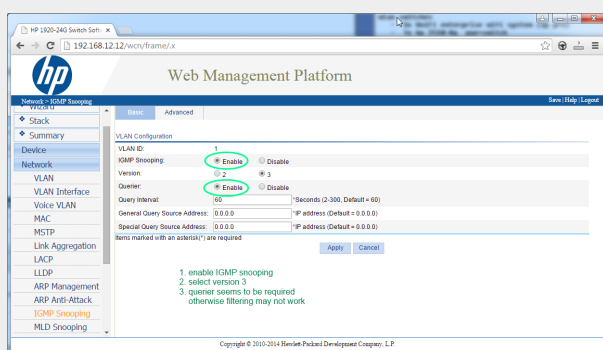 HP 1920-24G Switch Soft
192.168.12.12/wcn/frame/.x
hp
Web Management Platform
Network > IGMP Snooping
Save | Help | Logout
Wizard
Stack
Summary
Device
Network
VLAN
VLAN Interface
Voice VLAN
MAC
MSTP
Link Aggregation
LACP
LLDP
ARP Management
ARP Anti-Attack
IGMP Snooping
MLD Snooping
Basic Advanced
VLAN Configuration
VLAN ID: 1
IGMP Snooping: Enable Disable
Version: 2 3
Querier: Enable Disable
Query Interval: 60 *Seconds (2-300, Default = 60)
General Query Source Address: 0.0.0.0 *IP address (Default = 0.0.0.0)
Special Query Source Address: 0.0.0.0 *IP address (Default = 0.0.0.0)
Items marked with an asterisk(*) are required
Apply Cancel
1. enable IGMP snooping
2. select version 3
3. querier seems to be required
otherwise filtering may not work
Copyright © 2010-2014 Hewlett-Packard Development Company, L.P.